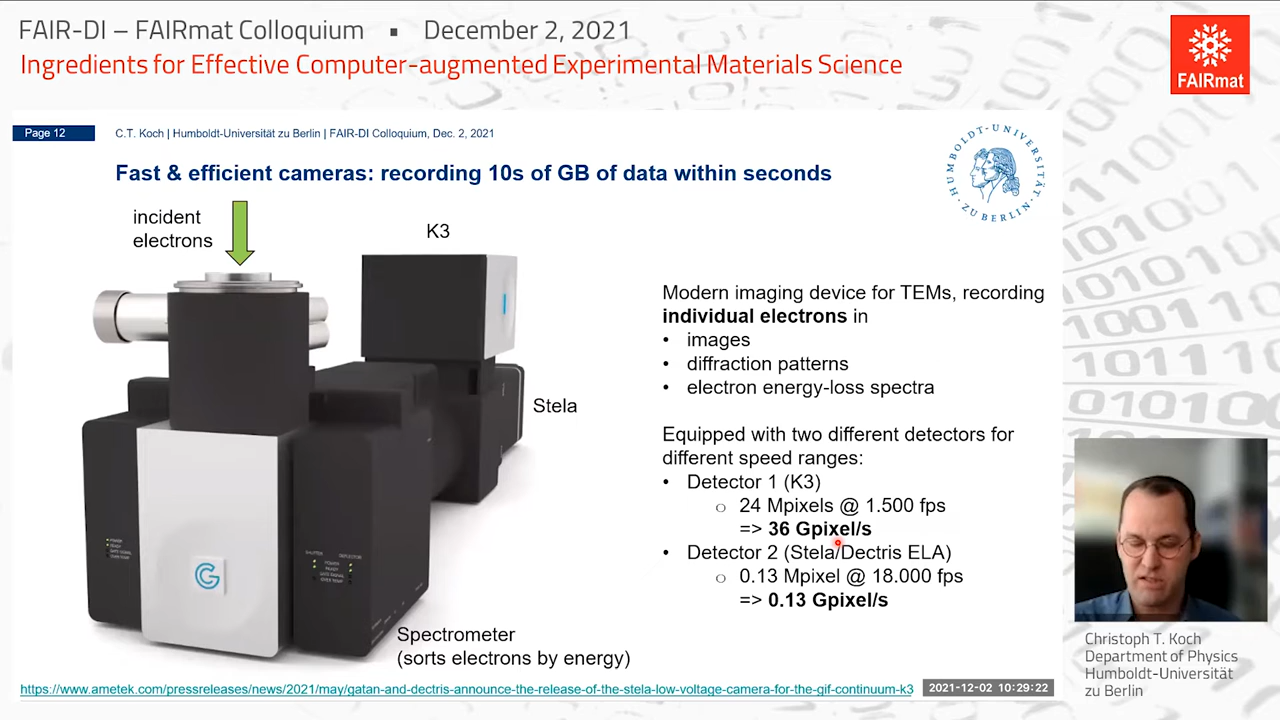 FAIR-DI – FAIRmat Colloquium ▪ December 2, 2021
Ingredients for Effective Computer-augmented Experimental Materials Science
FAIRmat
Page 12
C.T. Koch | Humboldt-Universität zu Berlin | FAIR-DI Colloquium, Dec. 2, 2021
HUMBOLDT-UNIVERSITÄT ZU BERLIN
Fast & efficient cameras: recording 10s of GB of data within seconds
incident
electrons
K3
Stela
Spectrometer
(sorts electrons by energy)
Modern imaging device for TEMs, recording
individual electrons in
• images
• diffraction patterns
• electron energy-loss spectra
Equipped with two different detectors for
different speed ranges:
• Detector 1 (K3)
o 24 Mpixels @ 1.500 fps
=> 36 Gpixel/s
• Detector 2 (Stela/Dectris ELA)
o 0.13 Mpixel @ 18.000 fps
=> 0.13 Gpixel/s
https://www.ametek.com/pressreleases/news/2021/may/gatan-and-dectris-announce-the-release-of-the-stela-low-voltage-camera-for-the-gif-continuum-k3
2021-12-02 10:29:22
Christoph T. Koch
Department of Physics
Humboldt-Universität
zu Berlin